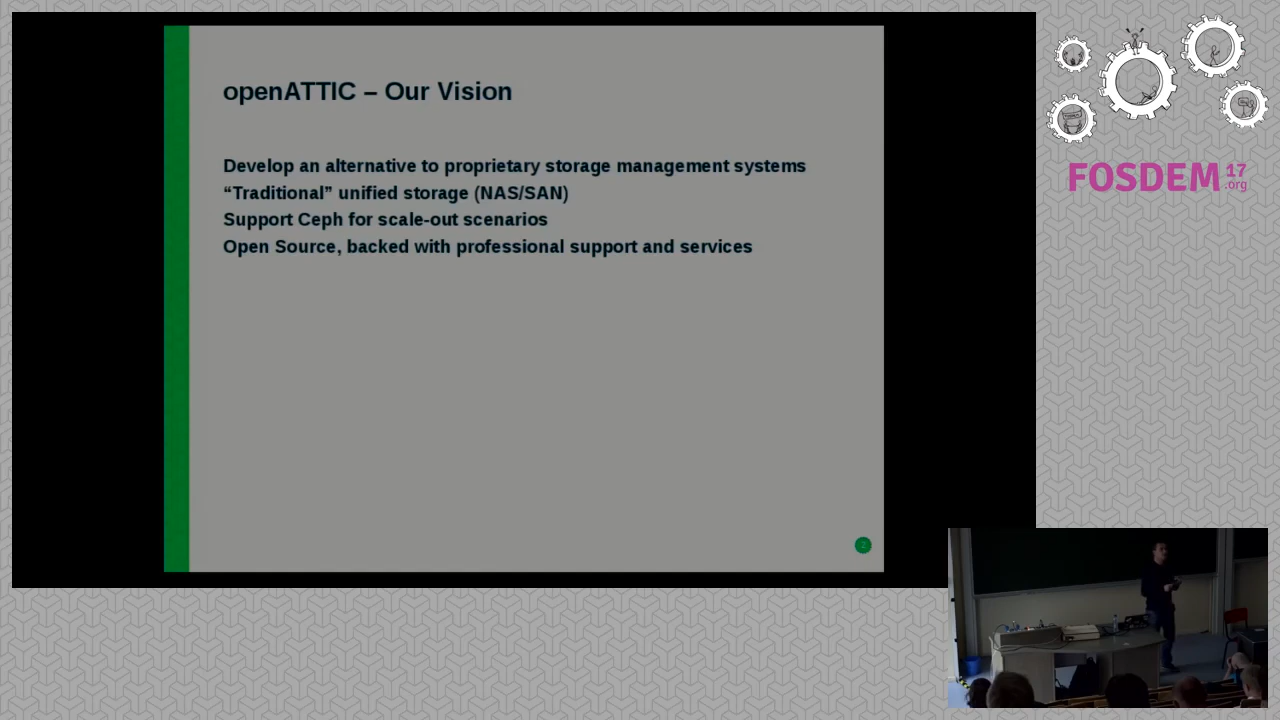 openATTIC – Our Vision
Develop an alternative to proprietary storage management systems
“Traditional” unified storage (NAS/SAN)
Support Ceph for scale-out scenarios
Open Source, backed with professional support and services
2
FOSDEM 17
.org